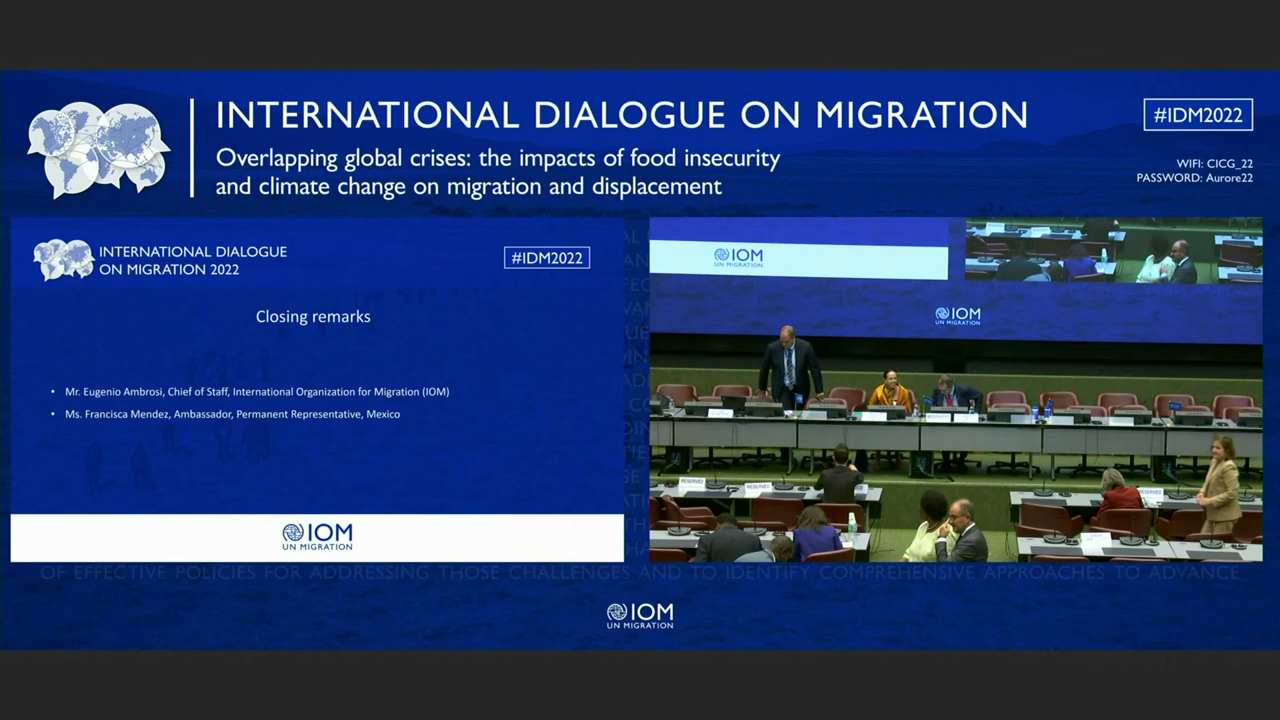 INTERNATIONAL DIALOGUE ON MIGRATION
Overlapping global crises: the impacts of food insecurity
and climate change on migration and displacement
#IDM2022
WIFI: CICG_22
PASSWORD: Aurore22
INTERNATIONAL DIALOGUE
ON MIGRATION 2022
#IDM2022
Closing remarks
• Mr. Eugenio Ambrosi, Chief of Staff, International Organization for Migration (IOM)
• Ms. Francisca Mendez, Ambassador, Permanent Representative, Mexico
IOM
UN MIGRATION
IOM
UN MIGRATION
IOM
UN MIGRATION
RESERVED
RESERVED
RESERVED
OF EFFECTIVE POLICIES FOR ADDRESSING THOSE CHALLENGES AND TO IDENTIFY COMPREHENSIVE APPROACHES TO ADVANCE
IOM
UN MIGRATION